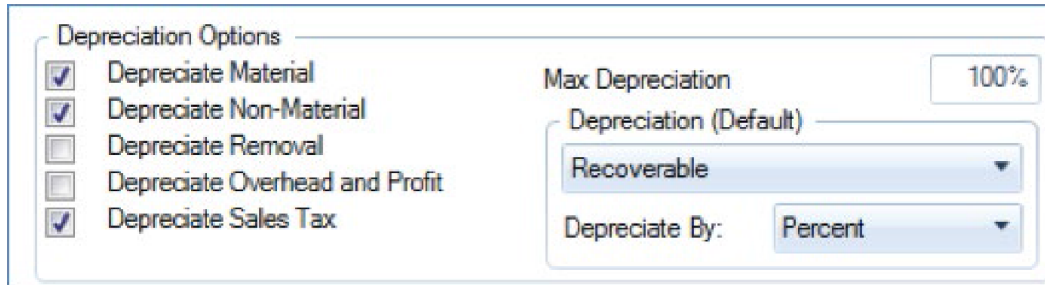 Depreciation Options
Depreciate Material
Depreciate Non-Material
Depreciate Removal
Depreciate Overhead and Profit
Depreciate Sales Tax
Max Depreciation 100%
Depreciation (Default)
Recoverable
Depreciate By: Percent